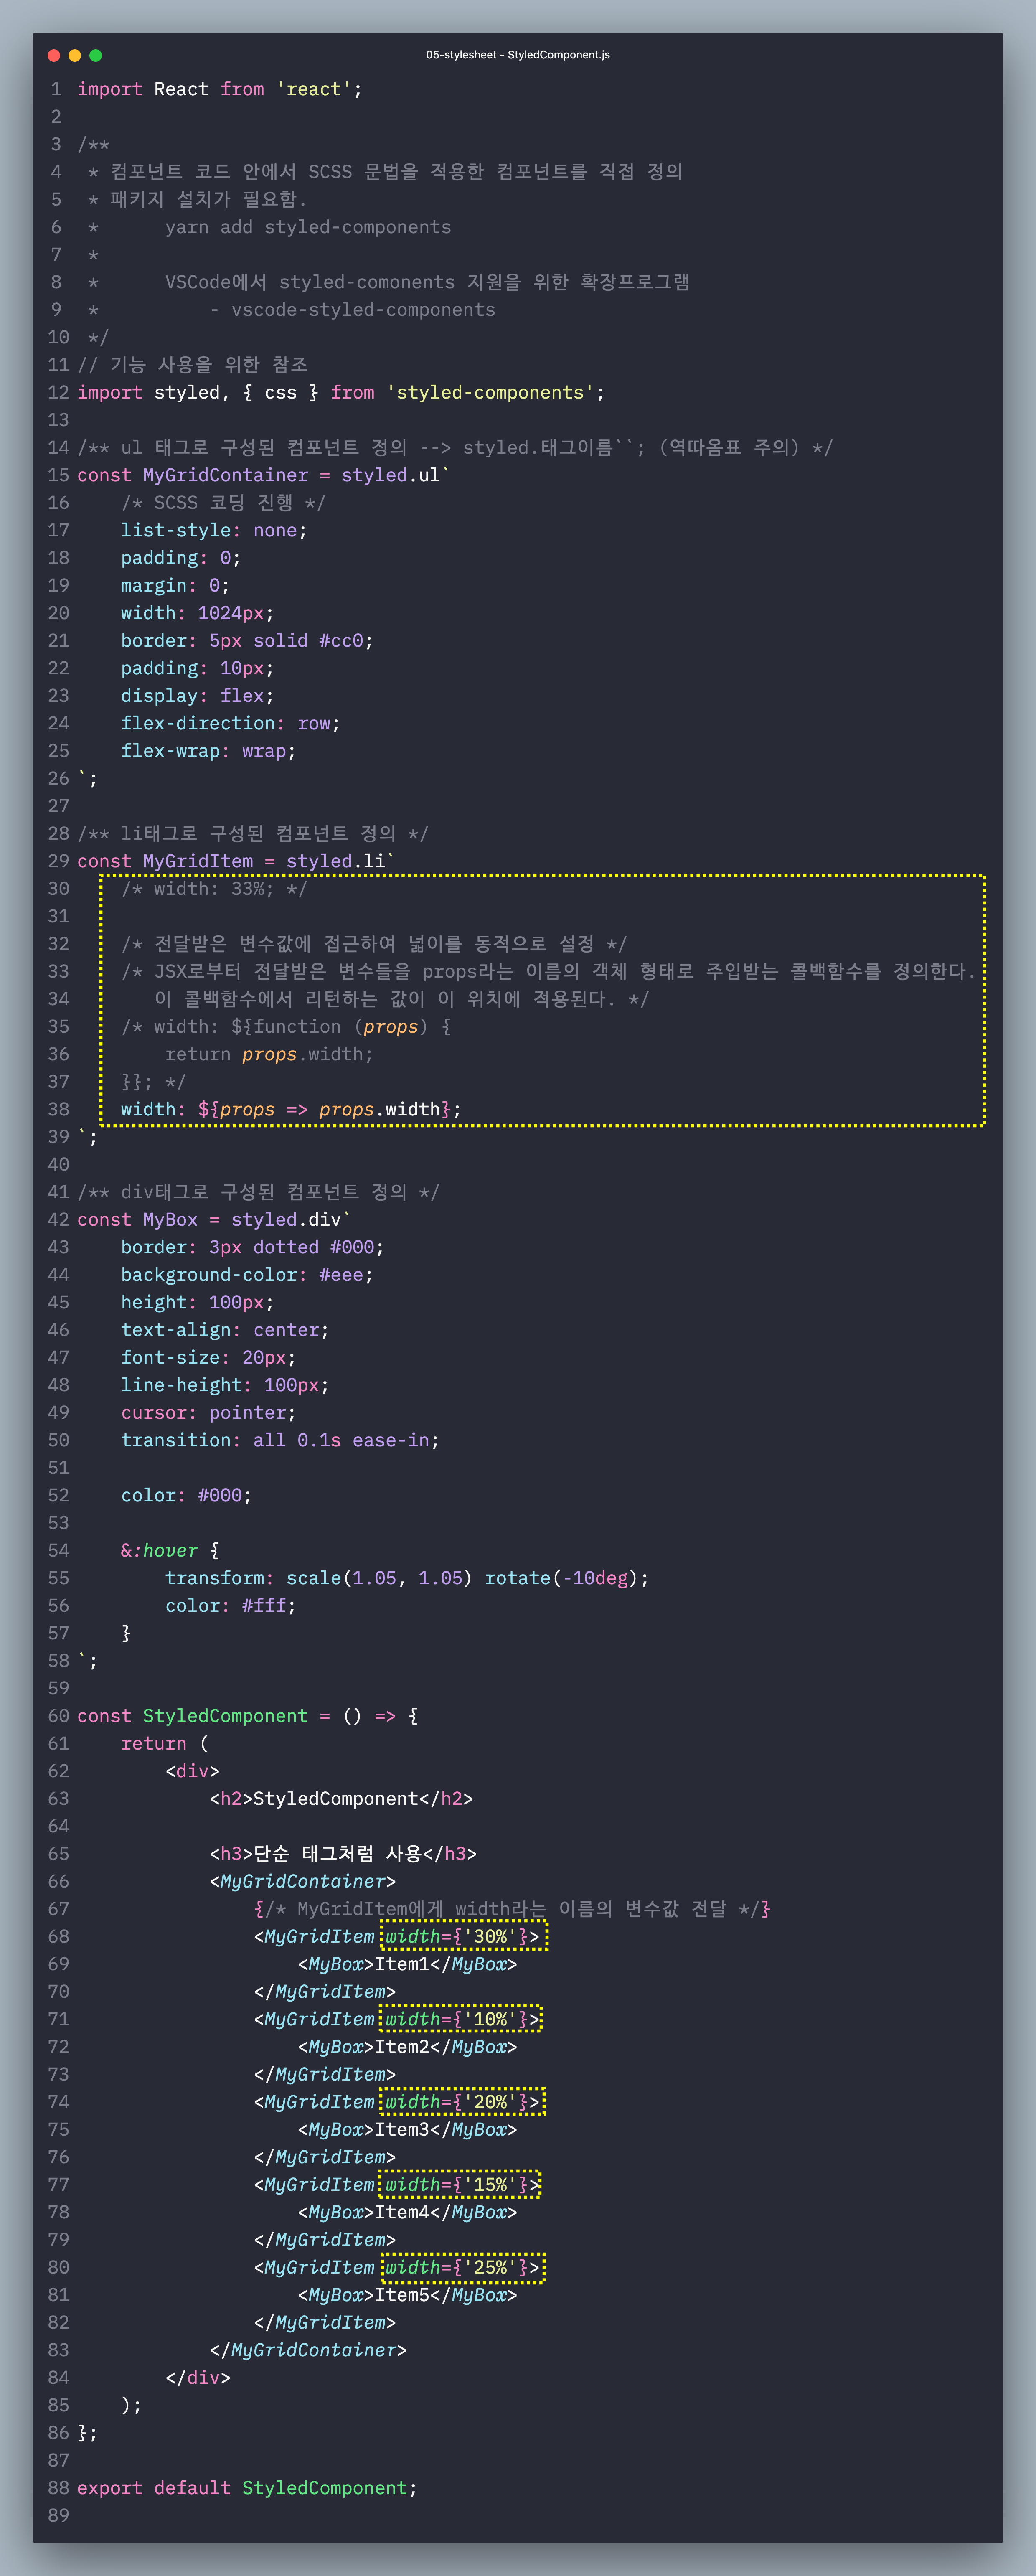 05-stylesheet - StyledComponent.js
1 import React from 'react';
2
3 /**
4  * 컴포넌트 코드 안에서 SCSS 문법을 적용한 컴포넌트를 직접 정의
5  * 패키지 설치가 필요함.
6  *      yarn add styled-components
7  *
8  *      VSCode에서 styled-comonents 지원을 위한 확장프로그램
9  *          - vscode-styled-components
10  */
11 // 기능 사용을 위한 참조
12 import styled, { css } from 'styled-components';
13
14 /** ul 태그로 구성된 컴포넌트 정의 --> styled.태그이름``; (역따옴표 주의) */
15 const MyGridContainer = styled.ul`
16     /* SCSS 코딩 진행 */
17     list-style: none;
18     padding: 0;
19     margin: 0;
20     width: 1024px;
21     border: 5px solid #cc0;
22     padding: 10px;
23     display: flex;
24     flex-direction: row;
25     flex-wrap: wrap;
26 `;
27
28 /** li태그로 구성된 컴포넌트 정의 */
29 const MyGridItem = styled.li`
30     /* width: 33%; */
31
32     /* 전달받은 변수값에 접근하여 넓이를 동적으로 설정 */
33     /* JSX로부터 전달받은 변수들을 props라는 이름의 객체 형태로 주입받는 콜백함수를 정의한다.
34        이 콜백함수에서 리턴하는 값이 이 위치에 적용된다. */
35     /* width: ${function (props) {
36         return props.width;
37     }}; */
38     width: ${props => props.width};
39 `;
40
41 /** div태그로 구성된 컴포넌트 정의 */
42 const MyBox = styled.div`
43     border: 3px dotted #000;
44     background-color: #eee;
45     height: 100px;
46     text-align: center;
47     font-size: 20px;
48     line-height: 100px;
49     cursor: pointer;
50     transition: all 0.1s ease-in;
51
52     color: #000;
53
54     &:hover {
55         transform: scale(1.05, 1.05) rotate(-10deg);
56         color: #fff;
57     }
58 `;
59
60 const StyledComponent = () => {
61     return (
62         <div>
63             <h2>StyledComponent</h2>
64
65             <h3>단순 태그처럼 사용</h3>
66             <MyGridContainer>
67                 {/* MyGridItem에게 width라는 이름의 변수값 전달 */}
68                 <MyGridItem width={'30%'}>
69                     <MyBox>Item1</MyBox>
70                 </MyGridItem>
71                 <MyGridItem width={'10%'}>
72                     <MyBox>Item2</MyBox>
73                 </MyGridItem>
74                 <MyGridItem width={'20%'}>
75                     <MyBox>Item3</MyBox>
76                 </MyGridItem>
77                 <MyGridItem width={'15%'}>
78                     <MyBox>Item4</MyBox>
79                 </MyGridItem>
80                 <MyGridItem width={'25%'}>
81                     <MyBox>Item5</MyBox>
82                 </MyGridItem>
83             </MyGridContainer>
84         </div>
85     );
86 };
87
88 export default StyledComponent;
89